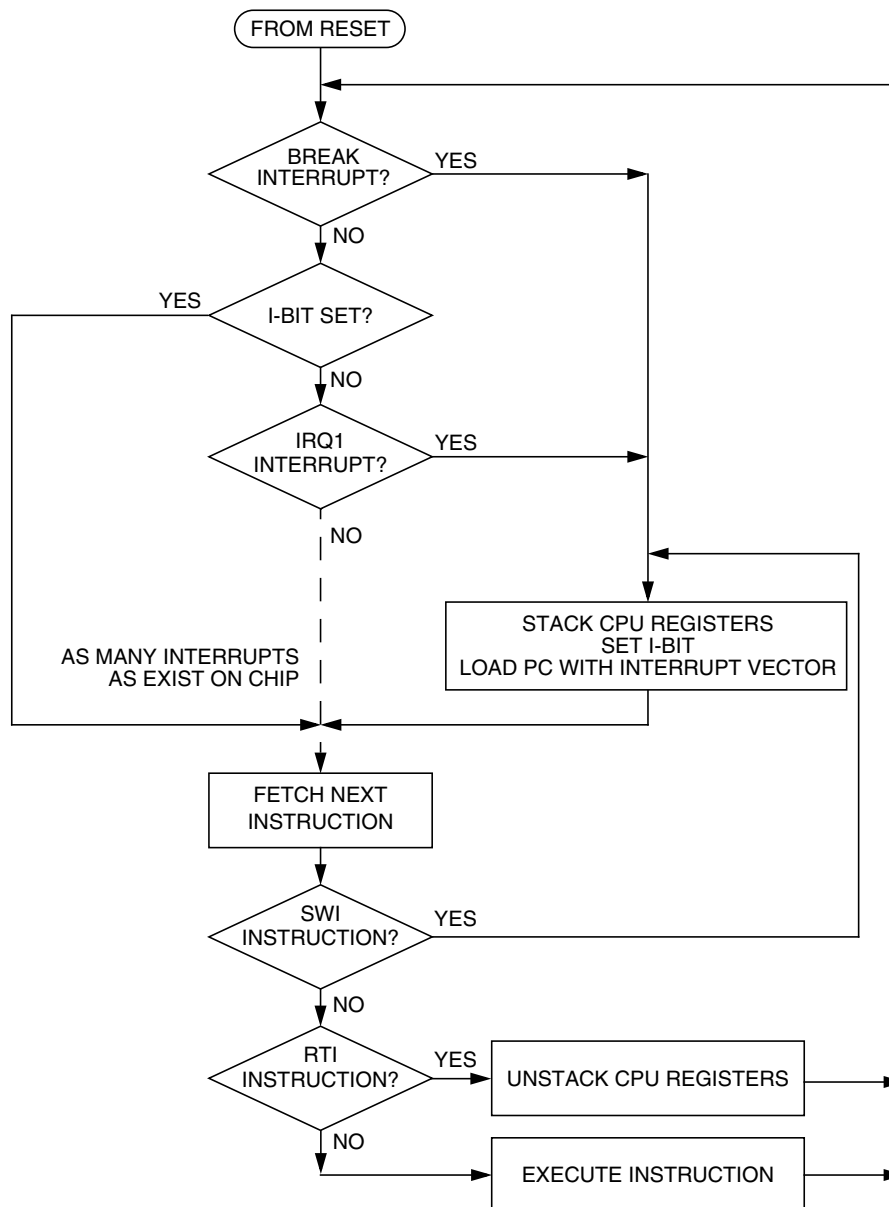 FROM RESET
BREAK
INTERRUPT?
YES
NO
YES
I-BIT SET?
NO
IRQ1
INTERRUPT?
YES
NO
STACK CPU REGISTERS
SET I-BIT
LOAD PC WITH INTERRUPT VECTOR
AS MANY INTERRUPTS
AS EXIST ON CHIP
FETCH NEXT
INSTRUCTION
SWI
INSTRUCTION?
YES
NO
RTI
INSTRUCTION?
YES
UNSTACK CPU REGISTERS
NO
EXECUTE INSTRUCTION